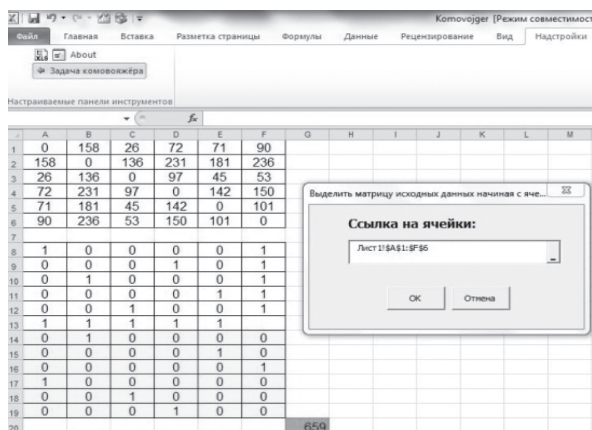 Komovojger [Режим совместимост
Файл Главная Вставка Разметка страницы Формулы Данные Рецензирование Вид Надстройки
About
Задача комовояжёра
Настраиваемые панели инструментов
fx
A B C D E F G H I J K L M
1 0 158 26 72 71 90
2 158 0 136 231 181 236
3 26 136 0 97 45 53
4 72 231 97 0 142 150
5 71 181 45 142 0 101
6 90 236 53 150 101 0
7
8 1 0 0 0 0 1
9 0 0 0 1 0 1
10 0 1 0 0 0 1
11 0 0 0 0 1 1
12 0 0 1 0 0 1
13 1 1 1 1 1
14 0 1 0 0 0 0
15 0 0 0 0 1 0
16 0 0 0 0 0 1
17 1 0 0 0 0 0
18 0 0 1 0 0 0
19 0 0 0 1 0 0
20 659
Выделить матрицу исходных данных начиная с яче...
Ссылка на ячейки:
Лист1!$A$1:$F$6
OK Отмена